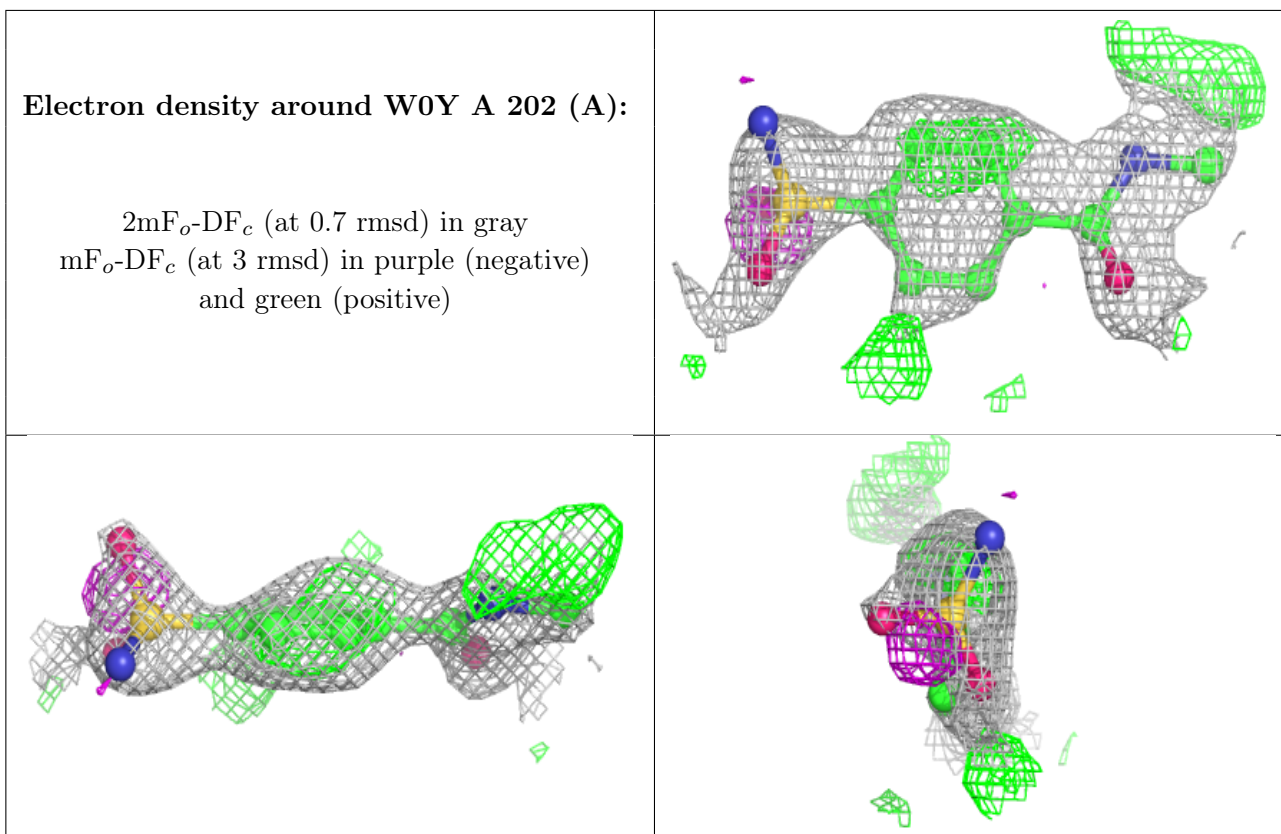 Electron density around W0Y A 202 (A):
2mFo-DFc (at 0.7 rmsd) in gray
mFo-DFc (at 3 rmsd) in purple (negative)
and green (positive)